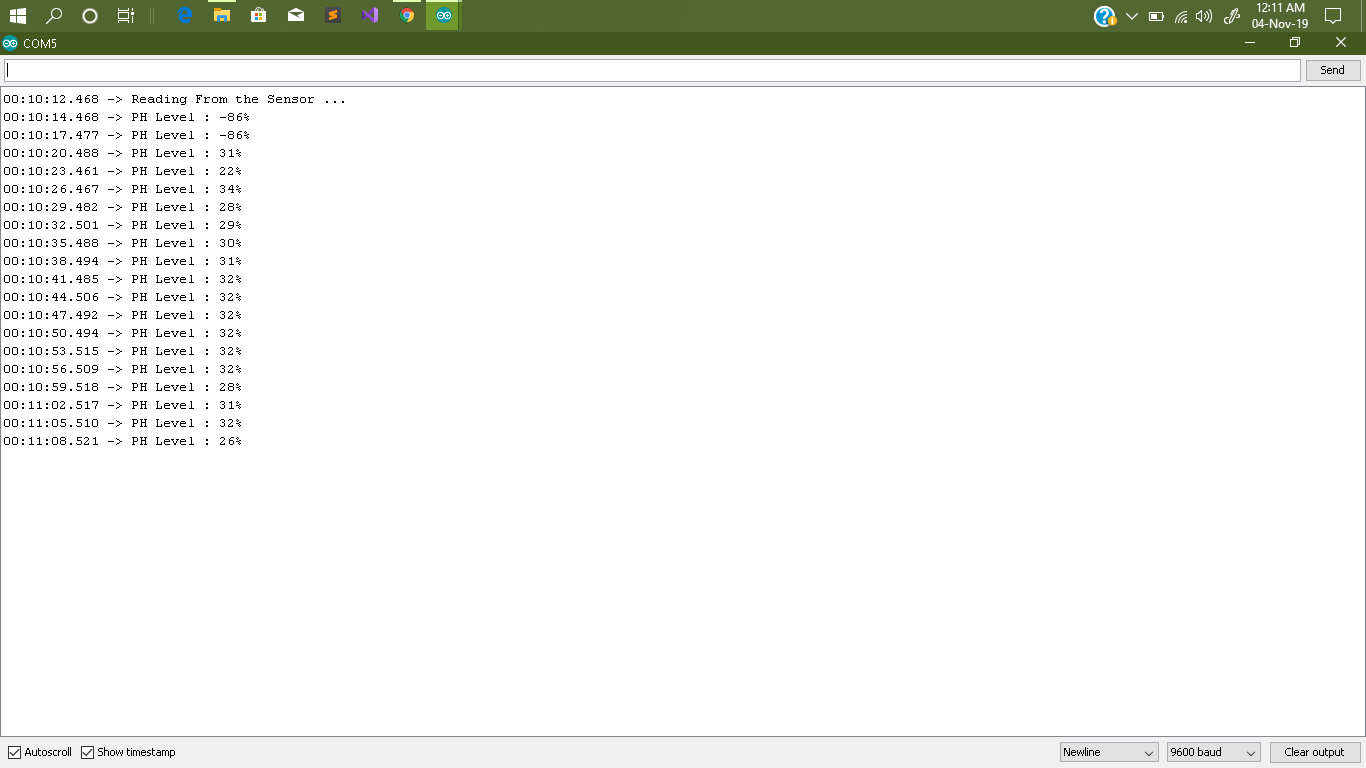 12:11 AM
04-Nov-19
COM5
Send
00:10:12.468 -> Reading From the Sensor ...
00:10:14.468 -> PH Level : -86%
00:10:17.477 -> PH Level : -86%
00:10:20.488 -> PH Level : 31%
00:10:23.461 -> PH Level : 22%
00:10:26.467 -> PH Level : 34%
00:10:29.482 -> PH Level : 28%
00:10:32.501 -> PH Level : 29%
00:10:35.488 -> PH Level : 30%
00:10:38.494 -> PH Level : 31%
00:10:41.485 -> PH Level : 32%
00:10:44.506 -> PH Level : 32%
00:10:47.492 -> PH Level : 32%
00:10:50.494 -> PH Level : 32%
00:10:53.515 -> PH Level : 32%
00:10:56.509 -> PH Level : 32%
00:10:59.518 -> PH Level : 28%
00:11:02.517 -> PH Level : 31%
00:11:05.510 -> PH Level : 32%
00:11:08.521 -> PH Level : 26%
Autoscroll Show timestamp Newline 9600 baud Clear output